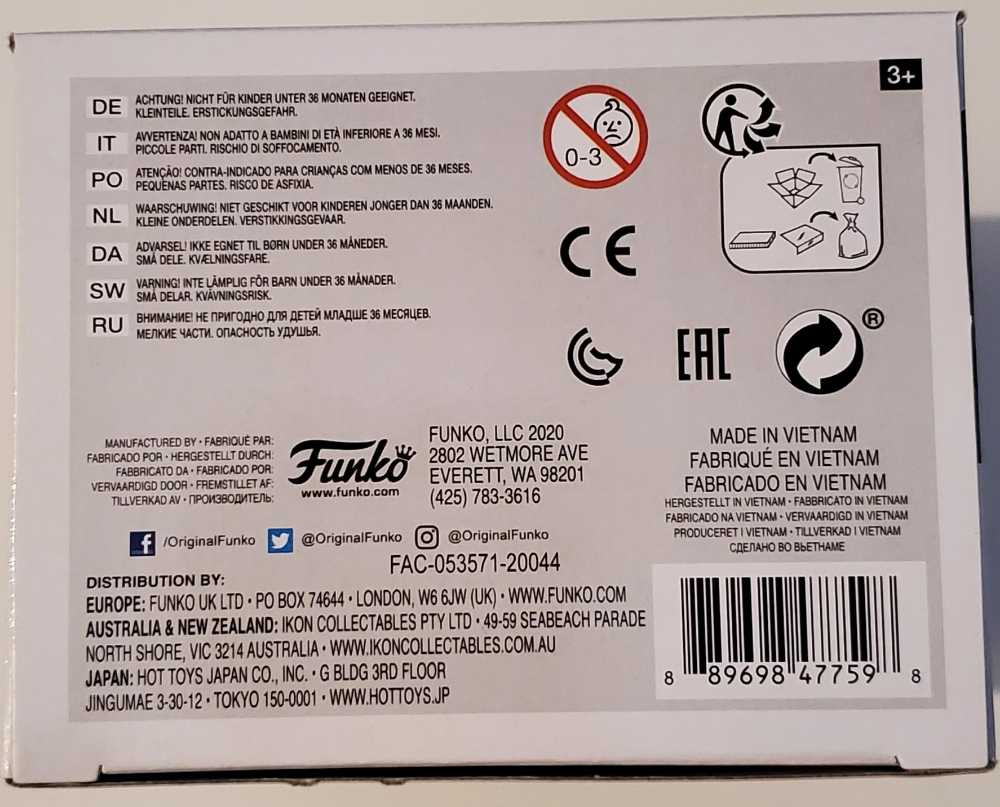 3+
DE ACHTUNG! NICHT FÜR KINDER UNTER 36 MONATEN GEEIGNET.
KLEINTEILE. ERSTICKUNGSGEFAHR.
IT AVVERTENZA! NON ADATTO A BAMBINI DI ETÀ INFERIORE A 36 MESI.
PICCOLE PARTI. RISCHIO DI SOFFOCAMENTO.
PO ATENÇÃO! CONTRA-INDICADO PARA CRIANÇAS COM MENOS DE 36 MESES.
PEQUENAS PARTES. RISCO DE ASFIXIA.
NL WAARSCHUWING! NIET GESCHIKT VOOR KINDEREN JONGER DAN 36 MAANDEN.
KLEINE ONDERDELEN. VERSTIKKINGSGEVAAR.
DA ADVARSEL! IKKE EGNET TIL BØRN UNDER 36 MÅNEDER.
SMÅ DELE. KVÆLNINGSFARE.
SW VARNING! INTE LÄMPLIG FÖR BARN UNDER 36 MÅNADER.
SMÅ DELAR. KVÄVNINGSRISK.
RU ВНИМАНИЕ! НЕ ПРИГОДНО ДЛЯ ДЕТЕЙ МЛАДШЕ 36 МЕСЯЦЕВ.
МЕЛКИЕ ЧАСТИ. ОПАСНОСТЬ УДУШЬЯ.
0-3
CE
EAC
®
MANUFACTURED BY • FABRIQUÉ PAR:
FABRICADO POR • HERGESTELLT DURCH:
FABBRICATO DA • FABRICADO POR:
VERVAARDIGD DOOR • FREMSTILLET AF:
TILLVERKAD AV • ПРОИЗВОДИТЕЛЬ:
Funko
www.funko.com
FUNKO, LLC 2020
2802 WETMORE AVE
EVERETT, WA 98201
(425) 783-3616
MADE IN VIETNAM
FABRIQUÉ EN VIETNAM
FABRICADO EN VIETNAM
HERGESTELLT IN VIETNAM • FABBRICATO IN VIETNAM
FABRICADO NA VIETNAM • VERVAARDIGD IN VIETNAM
PRODUCERET I VIETNAM • TILLVERKAD I VIETNAM
СДЕЛАНО ВО ВЬЕТНАМЕ
f /OriginalFunko @OriginalFunko @OriginalFunko
FAC-053571-20044
DISTRIBUTION BY:
EUROPE: FUNKO UK LTD • PO BOX 74644 • LONDON, W6 6JW (UK) • WWW.FUNKO.COM
AUSTRALIA & NEW ZEALAND: IKON COLLECTABLES PTY LTD • 49-59 SEABEACH PARADE
NORTH SHORE, VIC 3214 AUSTRALIA • WWW.IKONCOLLECTABLES.COM.AU
JAPAN: HOT TOYS JAPAN CO., INC. • G BLDG 3RD FLOOR
JINGUMAE 3-30-12 • TOKYO 150-0001 • WWW.HOTTOYS.JP
8 89698 47759 8